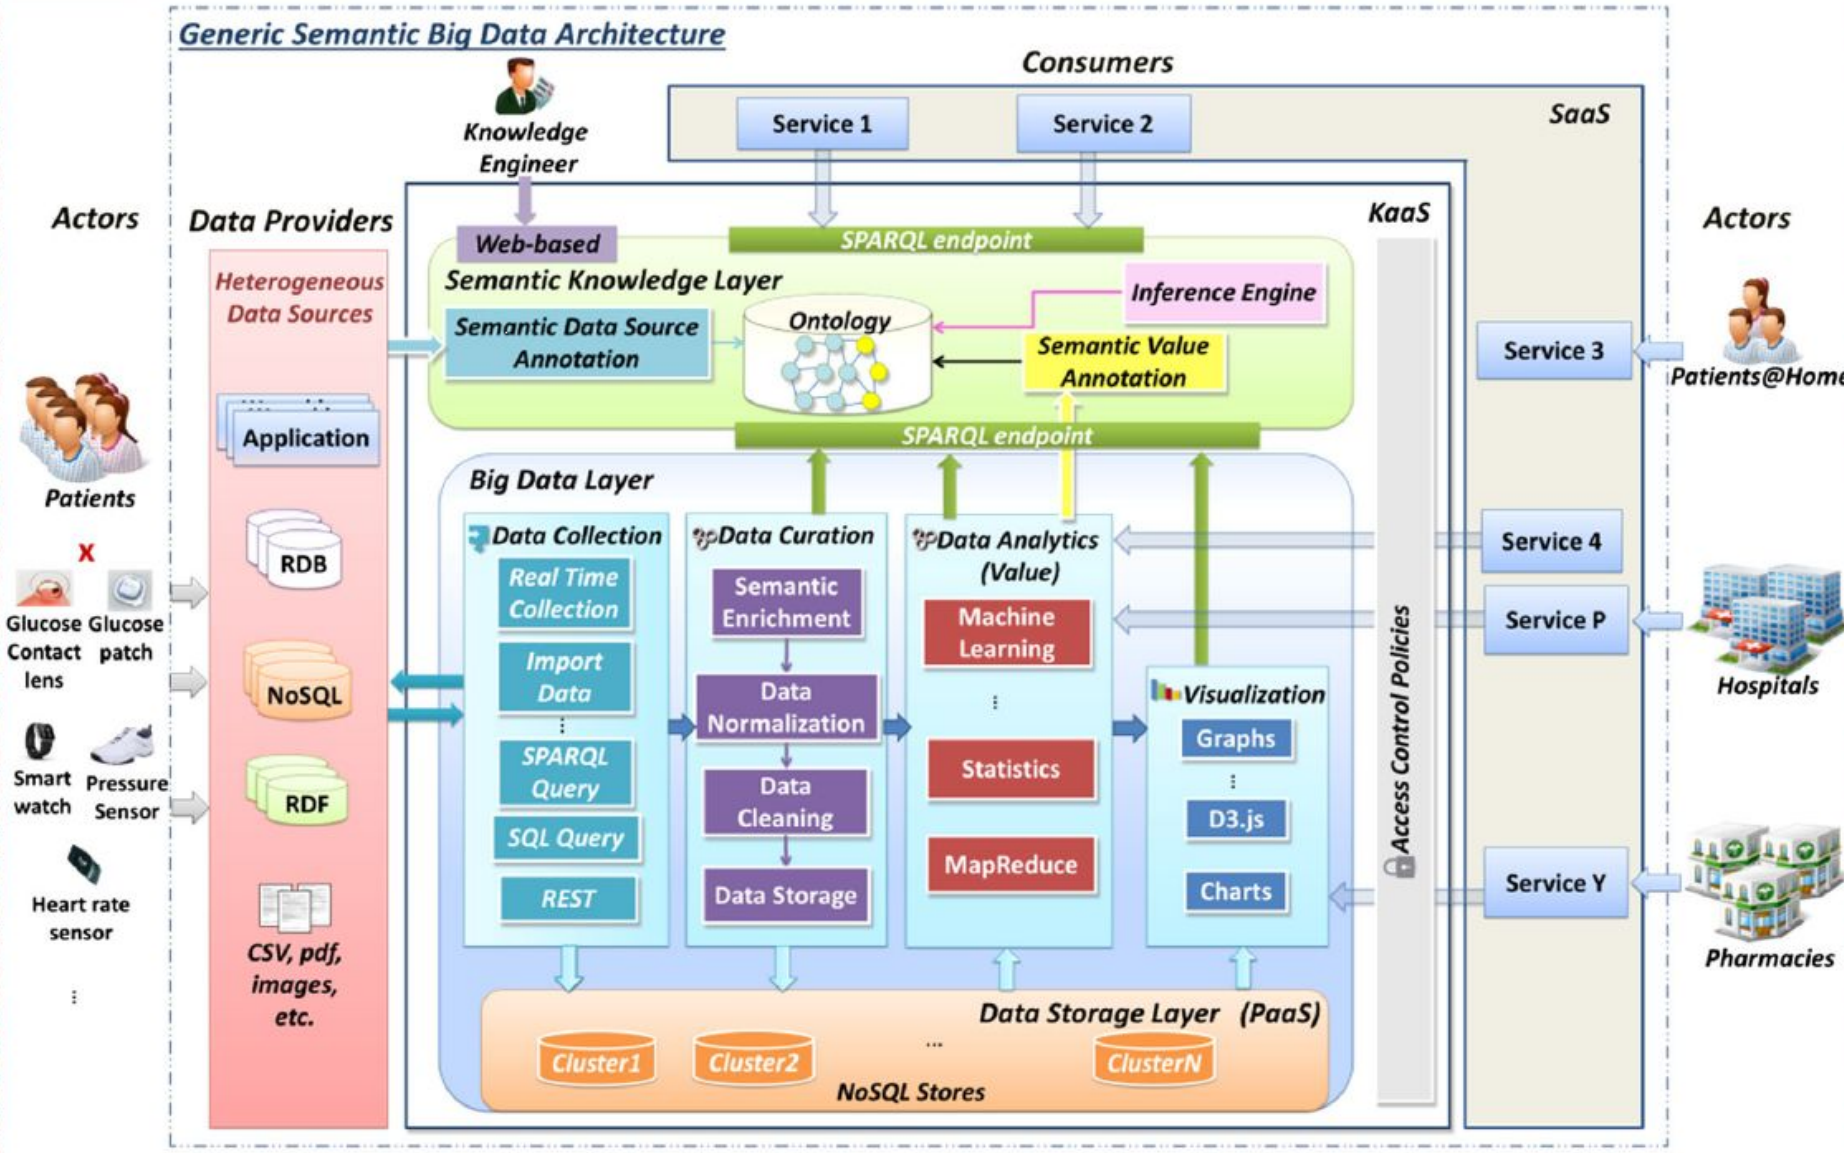 Generic Semantic Big Data Architecture
Consumers
SaaS
Service 1
Service 2
Knowledge
Engineer
KaaS
Actors
Data Providers
Actors
Web-based
SPARQL endpoint
Semantic Knowledge Layer
Heterogeneous
Data Sources
Inference Engine
Semantic Data Source
Annotation
Ontology
Semantic Value
Annotation
Service 3
Patients@Home
Application
SPARQL endpoint
Patients
Big Data Layer
Data Collection
Real Time
Collection
Import
Data
⋮
SPARQL
Query
SQL Query
REST
Data Curation
Semantic
Enrichment
Data
Normalization
Data
Cleaning
Data Storage
Data Analytics
(Value)
Machine
Learning
⋮
Statistics
MapReduce
Visualization
Graphs
⋮
D3.js
Charts
Access Control Policies
Service 4
Service P
Service Y
Hospitals
Pharmacies
X
Glucose
Contact
lens
Glucose
patch
Smart
watch
Pressure
Sensor
Heart rate
sensor
⋮
RDB
NoSQL
RDF
CSV, pdf,
images,
etc.
Data Storage Layer (PaaS)
Cluster1
Cluster2
...
ClusterN
NoSQL Stores